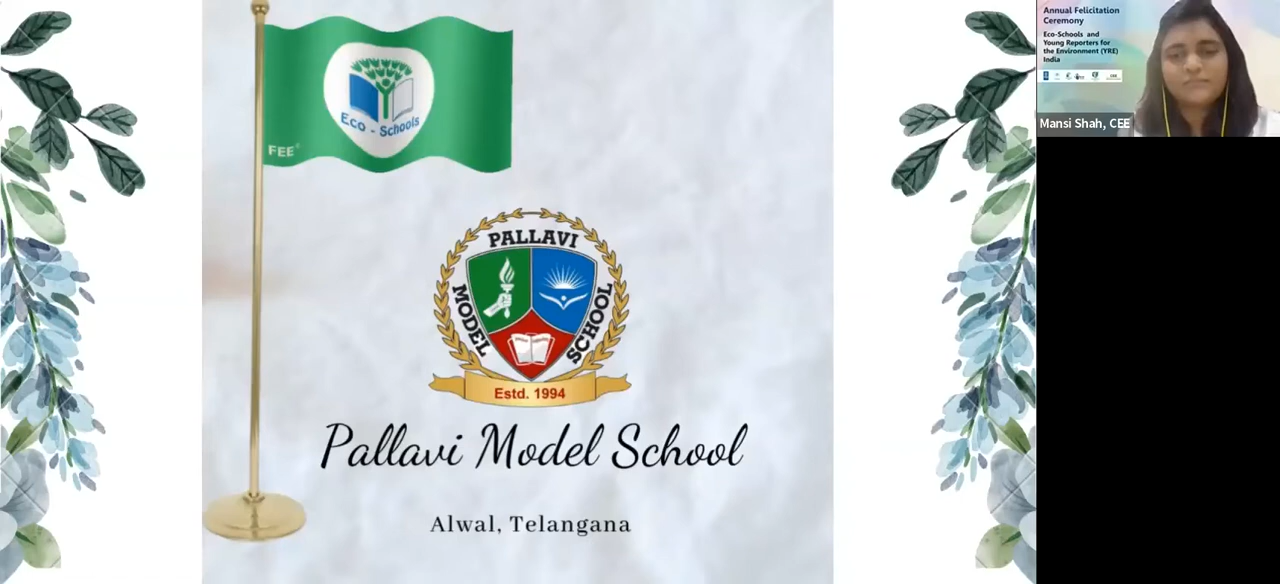 Eco - Schools
FEE
PALLAVI
MODEL
SCHOOL
Estd. 1994
Pallavi Model School
Alwal, Telangana
Annual Felicitation
Ceremony
Eco-Schools and
Young Reporters for
the Environment (YRE)
India
Mansi Shah, CEE